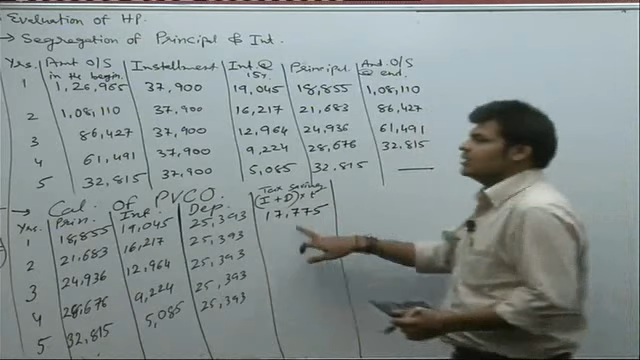 Evaluation of HP.
→ Segregation of Principl & Int.
Yrs. Amt O/S in the begin. Installment Int @ 15% Principl Amt. O/S @ end.
1 1,26,965 37,900 19,045 18,855 1,08,110
2 1,08,110 37,900 16,217 21,683 86,427
3 86,427 37,900 12,964 24,936 61,491
4 61,491 37,900 9,224 28,676 32,815
5 32,815 37,900 5,085 32,815 —
→ Cal. of PVCO.
Yrs. Prin. Int. Dep. Tax saving (I + D) × t
1 18,855 19,045 25,393 17,775
2 21,683 16,217 25,393
3 24,936 12,964 25,393
4 28,676 9,224 25,393
5 32,815 5,085 25,393